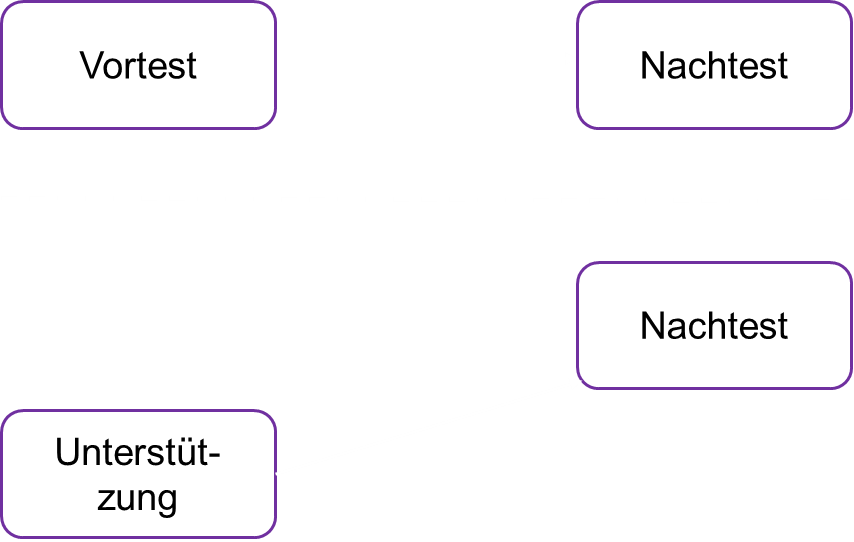 Vortest
Nachtest
Nachtest
Unterstüt-
zung